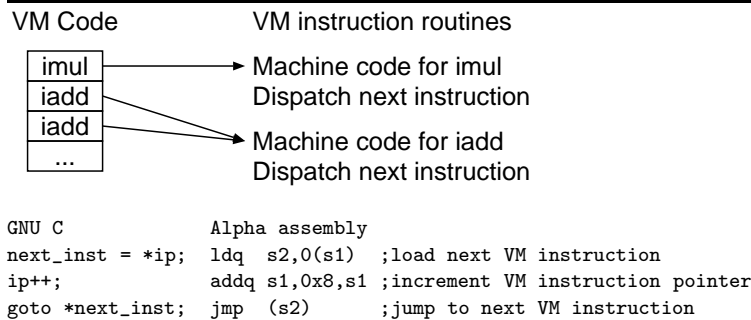 VM Code VM instruction routines
imul Machine code for imul
iadd Dispatch next instruction
iadd Machine code for iadd
... Dispatch next instruction
GNU C Alpha assembly
next_inst = *ip; ldq s2,0(s1) ;load next VM instruction
ip++; addq s1,0x8,s1 ;increment VM instruction pointer
goto *next_inst; jmp (s2) ;jump to next VM instruction